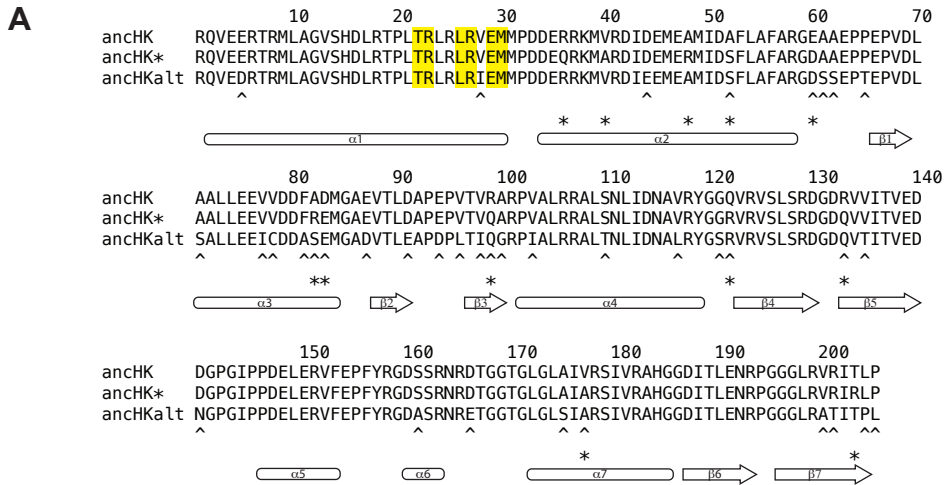 A
10 20 30 40 50 60 70
ancHK RQVEERTRMLAGVSHDLRTPLTRLRLRVEMMPDDERRKMVRDIDEMEAMIDAFLAFARGEAAEPPEPVDL
ancHK* RQVEERTRMLAGVSHDLRTPLTRLRLRVEMMPDDEQRKMARDIDEMERMIDSFLAFARGDAAEPPEPVDL
ancHKalt RQVEDRTRMLAGVSHDLRTPLTRLRLRIEMMPDDERRKMVRDIEEMEAMIDSFLAFARGDSSEPTEPVDL
^ ^ ^ ^ ^^^ ^
* * * * *
α1 α2 β1
80 90 100 110 120 130 140
ancHK AALLEEVVDDFADMGAEVTLDAPEPVTVRARPVALRRALSNLIDNAVRYGGQVRVSLSRDGDRVVITVED
ancHK* AALLEEVVDDFREMGAEVTLDAPEPVTVQARPVALRRALSNLIDNAVRYGGRVRVSLSRDGDQVVITVED
ancHKalt SALLEEICDDASEMGADVTLEAPDPLTIQGRPIALRRALTNLIDNALRYGSRVRVSLSRDGDQVTITVED
^ ^^ ^^^ ^ ^ ^ ^ ^^^ ^ ^ ^ ^^ ^ ^
** * * *
α3 β2 β3 α4 β4 β5
150 160 170 180 190 200
ancHK DGPGIPPDELERVFEPFYRGDSSRNRDTGGTGLGLAIVRSIVRAHGGDITLENRPGGGLRVRITLP
ancHK* DGPGIPPDELERVFEPFYRGDSSRNRDTGGTGLGLAIVRSIVRAHGGDITLENRPGGGLRVRIRLP
ancHKalt NGPGIPPDELERVFEPFYRGDASRNRETGGTGLGLSIARSIVRAHGGDITLENRPGGGLRATITPL
^ ^ ^ ^ ^ ^^ ^^
* *
α5 α6 α7 β6 β7